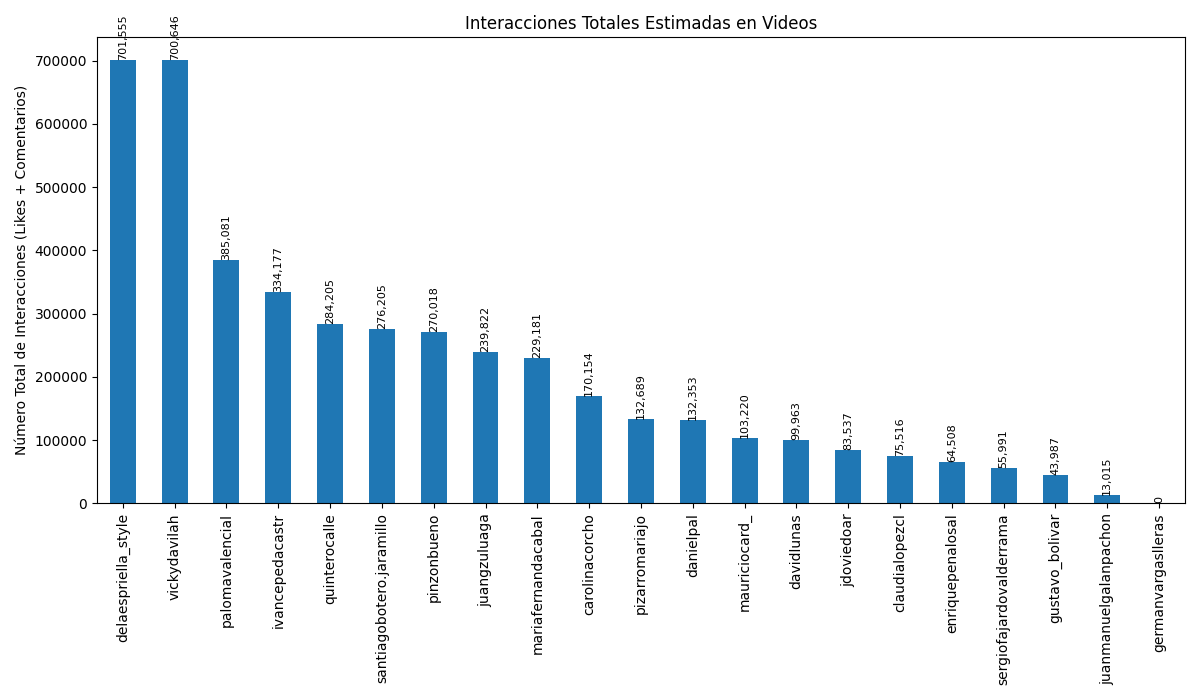 Interacciones Totales Estimadas en Videos
Número Total de Interacciones (Likes + Comentarios)
700000
600000
500000
400000
300000
200000
100000
0
701,555
700,646
385,081
334,177
284,205
276,205
270,018
239,822
229,181
170,154
132,689
132,353
103,220
99,963
83,537
75,516
64,508
55,991
43,987
13,015
0
delaespriella_style
vickydavilah
palomavalencial
ivancepedacastr
quinterocalle
santiagobotero.jaramillo
pinzonbueno
juangzuluaga
mariafernandacabal
carolinacorcho
pizarromariajo
danielpal
mauriciocard_
davidlunas
jdoviedoar
claudialopezcl
enriquepenalosal
sergiofajardovalderrama
gustavo_bolivar
juanmanuelgalanpachon
germanvargaslleras